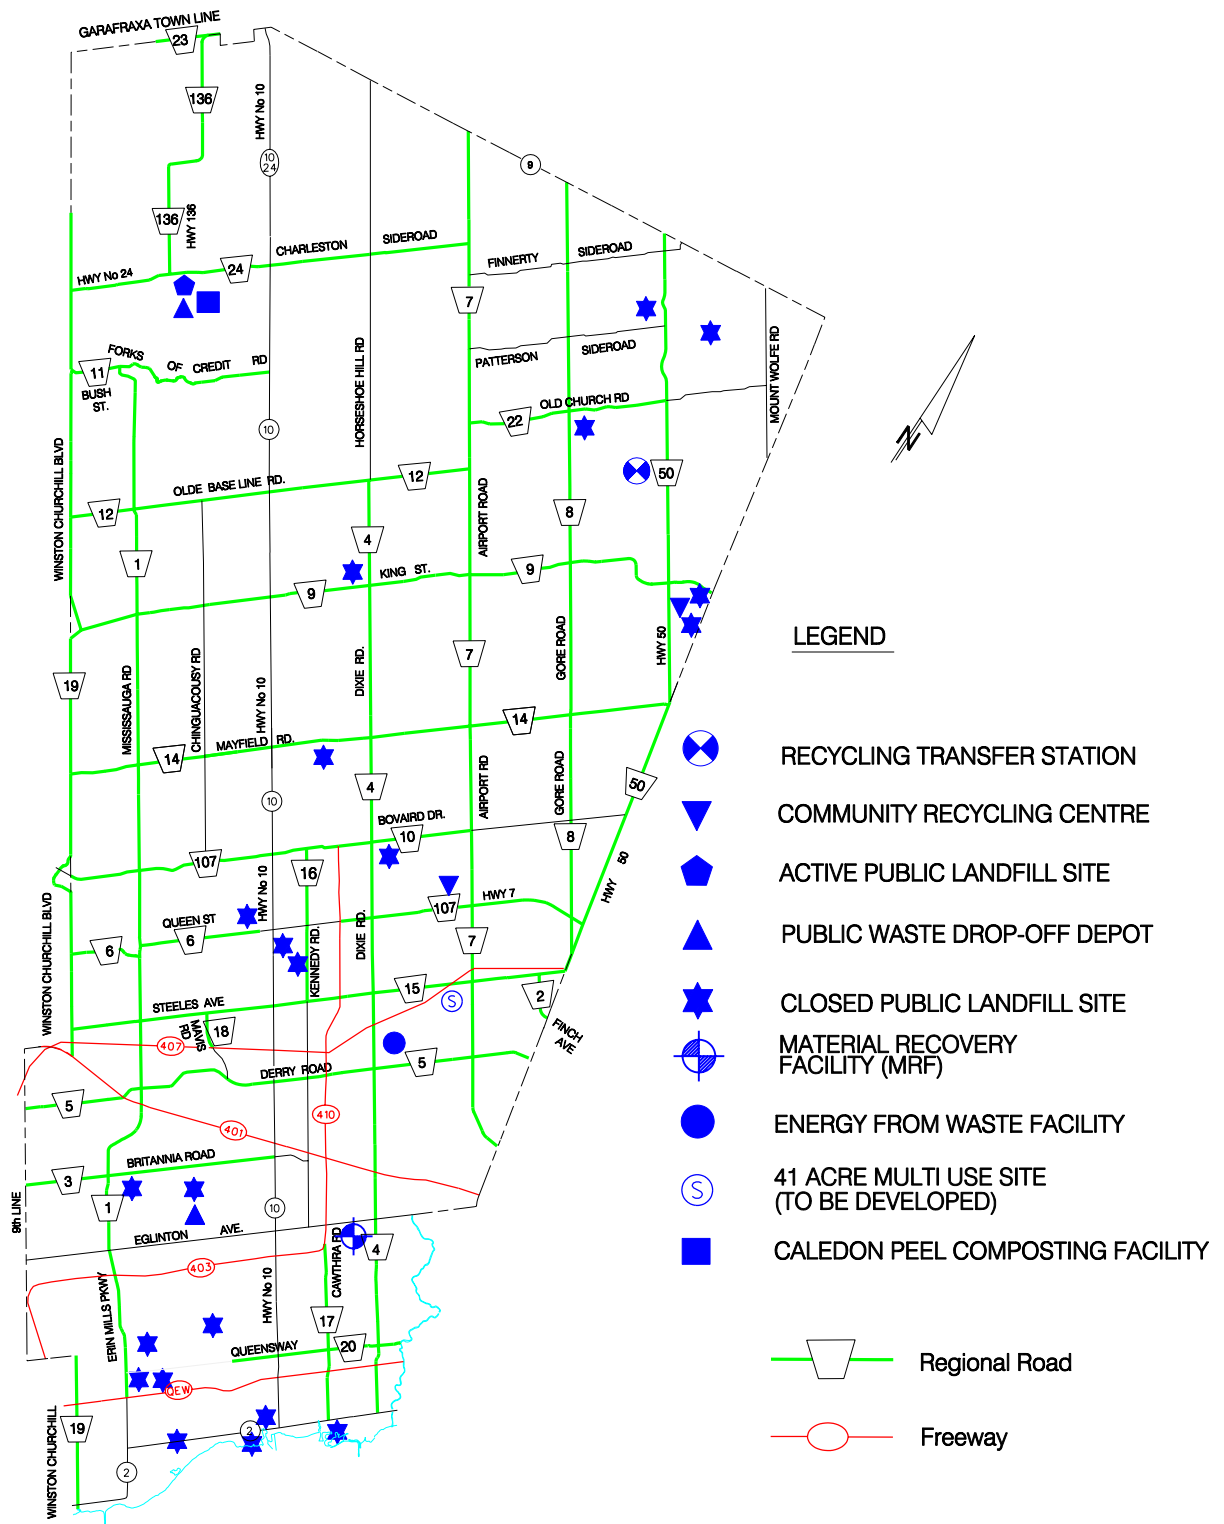 GARAFRAXA TOWN LINE
23
136
HWY No 10
10
24
9
136
HWY 136
CHARLESTON SIDEROAD
24
HWY No 24
FINNERTY SIDEROAD
7
PATTERSON SIDEROAD
MOUNT WOLFE RD
FORKS OF CREDIT RD
11
BUSH
ST.
HORSESHOE HILL RD
OLD CHURCH RD
22
10
WINSTON CHURCHILL BLVD
OLDE BASE LINE RD.
12
12
50
AIRPORT ROAD
8
4
1
KING ST.
9
9
N
LEGEND
19
MISSISSAUGA RD
CHINGUACOUSY RD
HWY No 10
DIXIE RD.
7
GORE ROAD
HWY 50
14
MAYFIELD RD.
14
RECYCLING TRANSFER STATION
10
4
AIRPORT RD
GORE ROAD
50
COMMUNITY RECYCLING CENTRE
BOVAIRD DR.
10
8
107
16
ACTIVE PUBLIC LANDFILL SITE
HWY 50
WINSTON CHURCHILL BLVD
HWY No 10
QUEEN ST
6
6
KENNEDY RD.
DIXIE RD.
107
HWY 7
7
PUBLIC WASTE DROP-OFF DEPOT
STEELES AVE
15
S
2
FINCH
AVE
CLOSED PUBLIC LANDFILL SITE
MAVIS
RD
18
407
DERRY ROAD
5
MATERIAL RECOVERY
FACILITY (MRF)
5
401
410
ENERGY FROM WASTE FACILITY
BRITANNIA ROAD
3
1
9th LINE
10
S
41 ACRE MULTI USE SITE
(TO BE DEVELOPED)
EGLINTON AVE.
CAWTHRA RD
4
CALEDON PEEL COMPOSTING FACILITY
403
ERIN MILLS PKWY
HWY No 10
17
QUEENSWAY
20
Regional Road
QEW
19
2
WINSTON CHURCHILL
2
Freeway